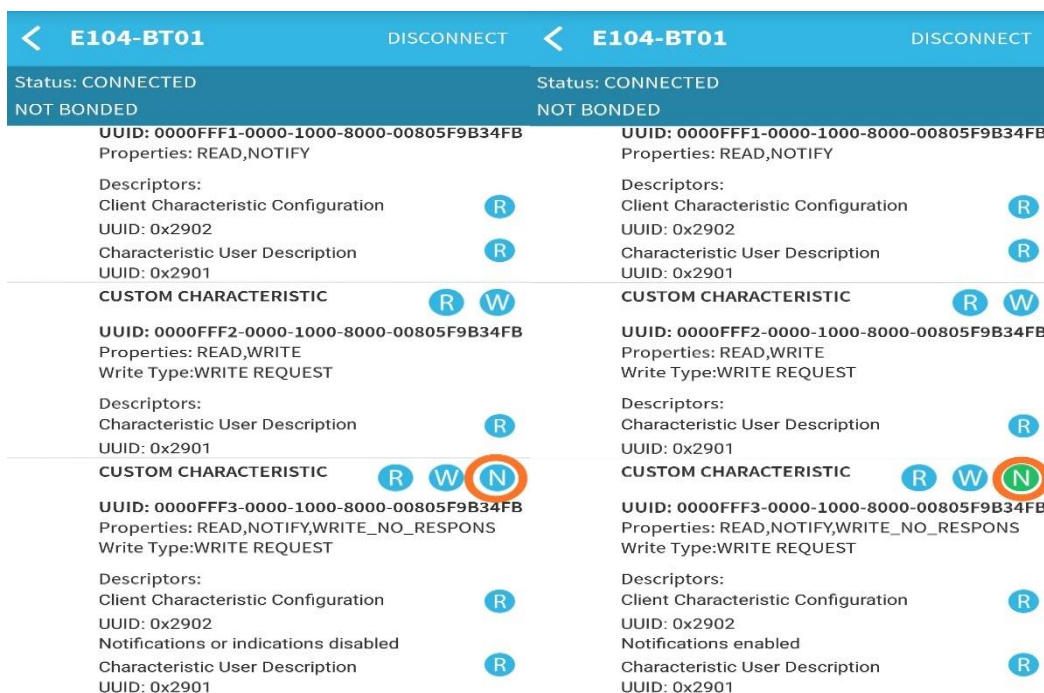 E104-BT01 DISCONNECT
Status: CONNECTED
NOT BONDED
UUID: 0000FFF1-0000-1000-8000-00805F9B34FB
Properties: READ,NOTIFY
Descriptors:
Client Characteristic Configuration R
UUID: 0x2902
Characteristic User Description R
UUID: 0x2901
CUSTOM CHARACTERISTIC R W
UUID: 0000FFF2-0000-1000-8000-00805F9B34FB
Properties: READ,WRITE
Write Type:WRITE REQUEST
Descriptors:
Characteristic User Description R
UUID: 0x2901
CUSTOM CHARACTERISTIC R W N
UUID: 0000FFF3-0000-1000-8000-00805F9B34FB
Properties: READ,NOTIFY,WRITE_NO_RESPONS
Write Type:WRITE REQUEST
Descriptors:
Client Characteristic Configuration R
UUID: 0x2902
Notifications or indications disabled
Characteristic User Description R
UUID: 0x2901
E104-BT01 DISCONNECT
Status: CONNECTED
NOT BONDED
UUID: 0000FFF1-0000-1000-8000-00805F9B34FB
Properties: READ,NOTIFY
Descriptors:
Client Characteristic Configuration R
UUID: 0x2902
Characteristic User Description R
UUID: 0x2901
CUSTOM CHARACTERISTIC R W
UUID: 0000FFF2-0000-1000-8000-00805F9B34FB
Properties: READ,WRITE
Write Type:WRITE REQUEST
Descriptors:
Characteristic User Description R
UUID: 0x2901
CUSTOM CHARACTERISTIC R W N
UUID: 0000FFF3-0000-1000-8000-00805F9B34FB
Properties: READ,NOTIFY,WRITE_NO_RESPONS
Write Type:WRITE REQUEST
Descriptors:
Client Characteristic Configuration R
UUID: 0x2902
Notifications enabled
Characteristic User Description R
UUID: 0x2901